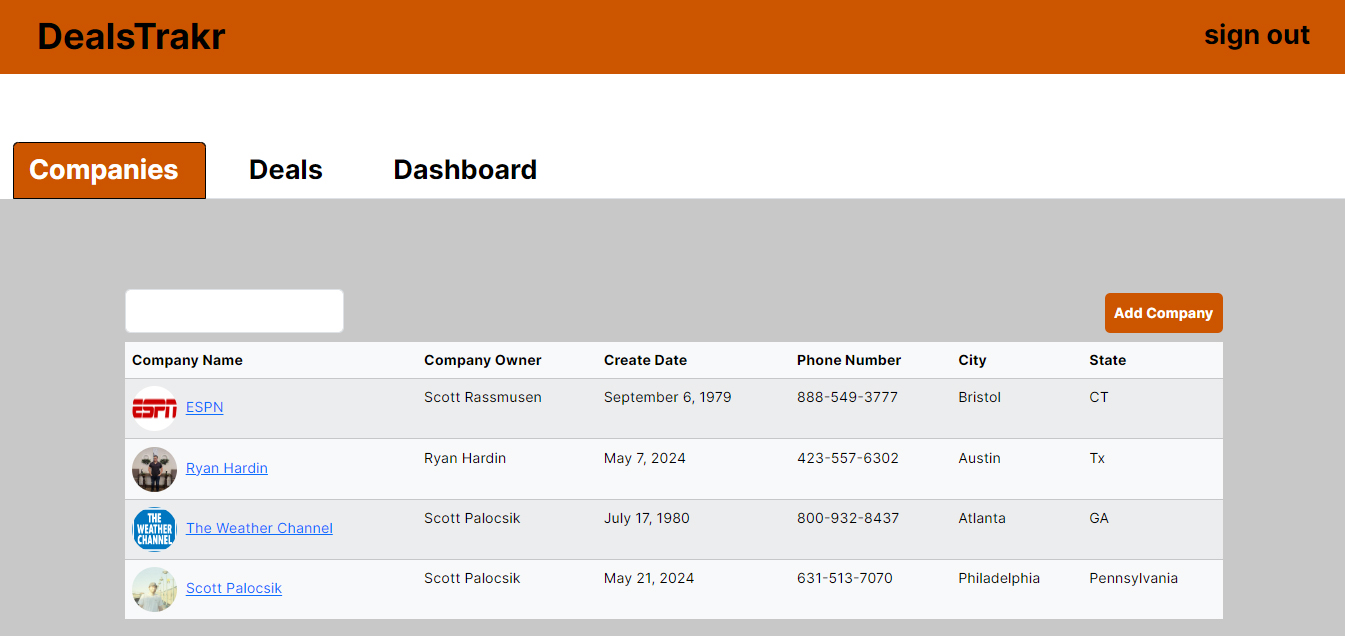 DealsTrakr sign out
Companies Deals Dashboard
Add Company
Company Name Company Owner Create Date Phone Number City State
ESPN ESPN Scott Rassmusen September 6, 1979 888-549-3777 Bristol CT
Ryan Hardin Ryan Hardin May 7, 2024 423-557-6302 Austin Tx
THE
WEATHER
CHANNEL
The Weather Channel Scott Palocsik July 17, 1980 800-932-8437 Atlanta GA
Scott Palocsik Scott Palocsik May 21, 2024 631-513-7070 Philadelphia Pennsylvania